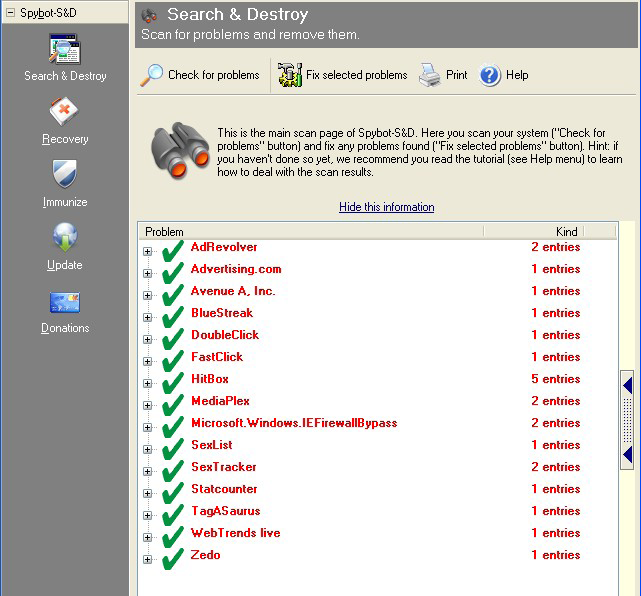 Spybot-S&D
Search & Destroy
Recovery
Immunize
Update
Donations
Search & Destroy
Scan for problems and remove them.
Check for problems
Fix selected problems
Print
Help
This is the main scan page of Spybot-S&D. Here you scan your system ("Check for
problems" button) and fix any problems found ("Fix selected problems" button). Hint: if
you haven't done so yet, we recommend you read the tutorial (see Help menu) to learn
how to deal with the scan results.
Hide this information
Problem Kind
AdRevolver 2 entries
Advertising.com 1 entries
Avenue A, Inc. 1 entries
BlueStreak 1 entries
DoubleClick 1 entries
FastClick 1 entries
HitBox 5 entries
MediaPlex 2 entries
Microsoft.Windows.IEFirewallBypass 2 entries
SexList 1 entries
SexTracker 2 entries
Statcounter 1 entries
TagASaurus 1 entries
WebTrends live 1 entries
Zedo 1 entries